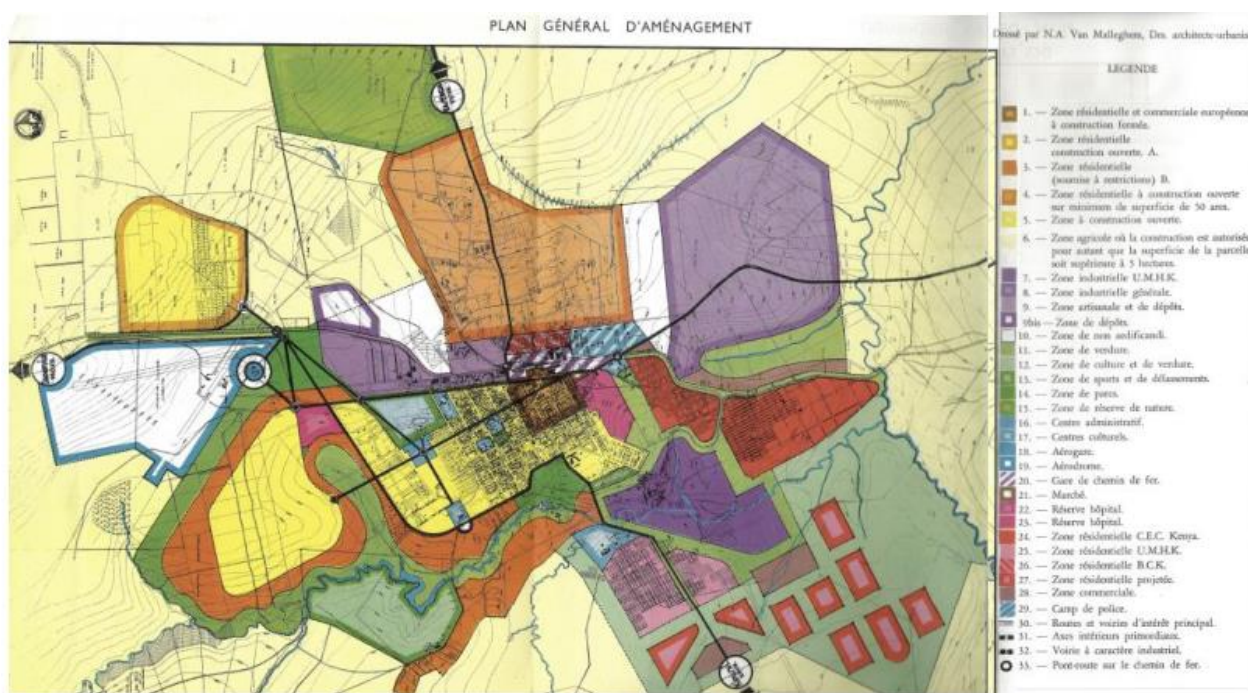 PLAN GÉNÉRAL D'AMÉNAGEMENT
Dressé par N.A. Van Malleghem, Des. architecte-urbanis
LEGENDE
1. — Zone résidentielle et commerciale européenne
à construction fermée.
2. — Zone résidentielle
construction ouverte. A.
3. — Zone résidentielle
(soumise à restrictions) B.
4. — Zone résidentielle à construction ouverte
sur minimum de superficie de 50 ares.
5. — Zone à construction ouverte.
6. — Zone agricole où la construction est autorisée
pour autant que la superficie de la parcelle
soit supérieure à 5 hectares.
7. — Zone industrielle U.M.H.K.
8. — Zone industrielle générale.
9. — Zone artisanale et de dépôts.
9bis — Zone de dépôts.
10. — Zone de non aedificandi.
11. — Zone de verdure.
12. — Zone de culture et de verdure.
13. — Zone de sports et de délassements.
14. — Zone de parcs.
15. — Zone de réserve de nature.
16. — Centre administratif.
17. — Centres culturels.
18. — Aérogare.
19. — Aérodrome.
20. — Gare de chemin de fer.
21. — Marché.
22. — Réserve hôpital.
23. — Réserve hôpital.
24. — Zone résidentielle C.E.C. Kenya.
25. — Zone résidentielle U.M.H.K.
26. — Zone résidentielle B.C.K.
27. — Zone résidentielle projetée.
28. — Zone commerciale.
29. — Camp de police.
30. — Routes et voiries d'intérêt principal.
31. — Axes intérieurs primordiaux.
32. — Voirie à caractère industriel.
33. — Pont-route sur le chemin de fer.